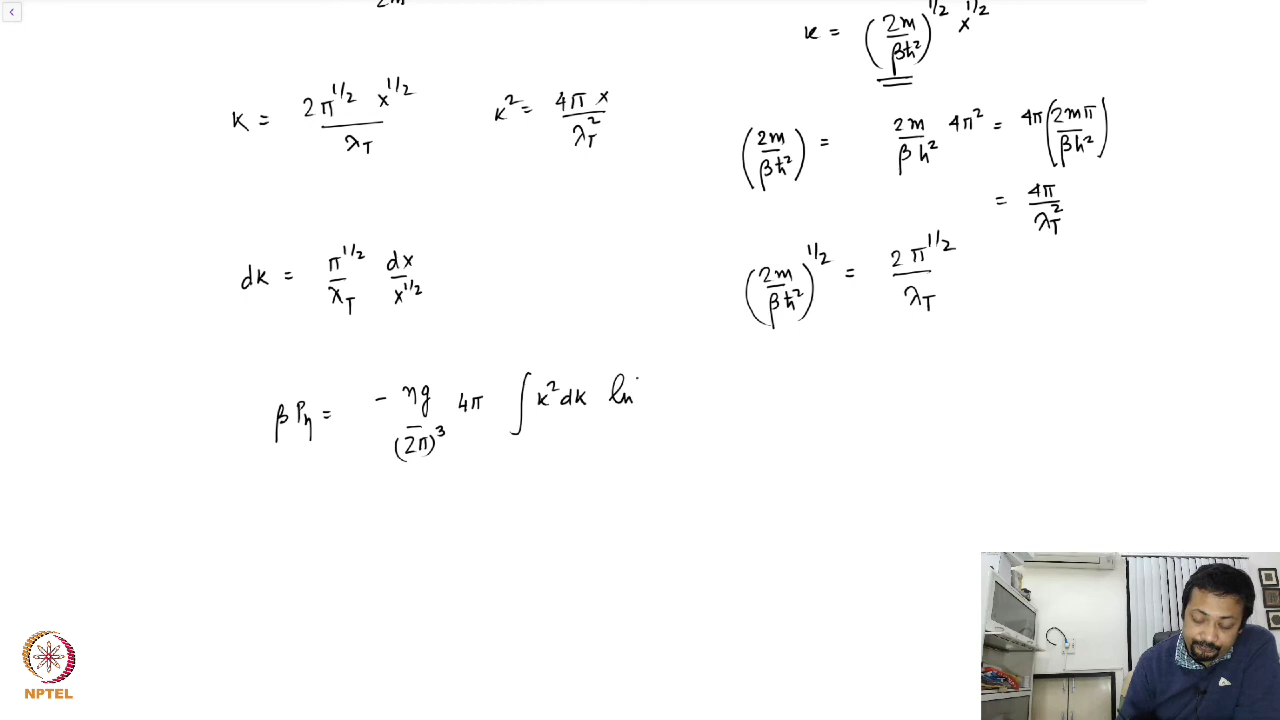 2m
k = (2m/βħ²)^1/2 x^1/2
k = 2π^1/2 x^1/2 / λ_T
k² = 4π x / λ_T²
(2m/βħ²) = 2m/βh² 4π² = 4π(2mπ/βh²)
= 4π/λ_T²
dk = π^1/2/λ_T dx/x^1/2
(2m/βħ²)^1/2 = 2π^1/2/λ_T
βP_η = - ηg/(2π)³ 4π ∫ k² dk ln
NPTEL